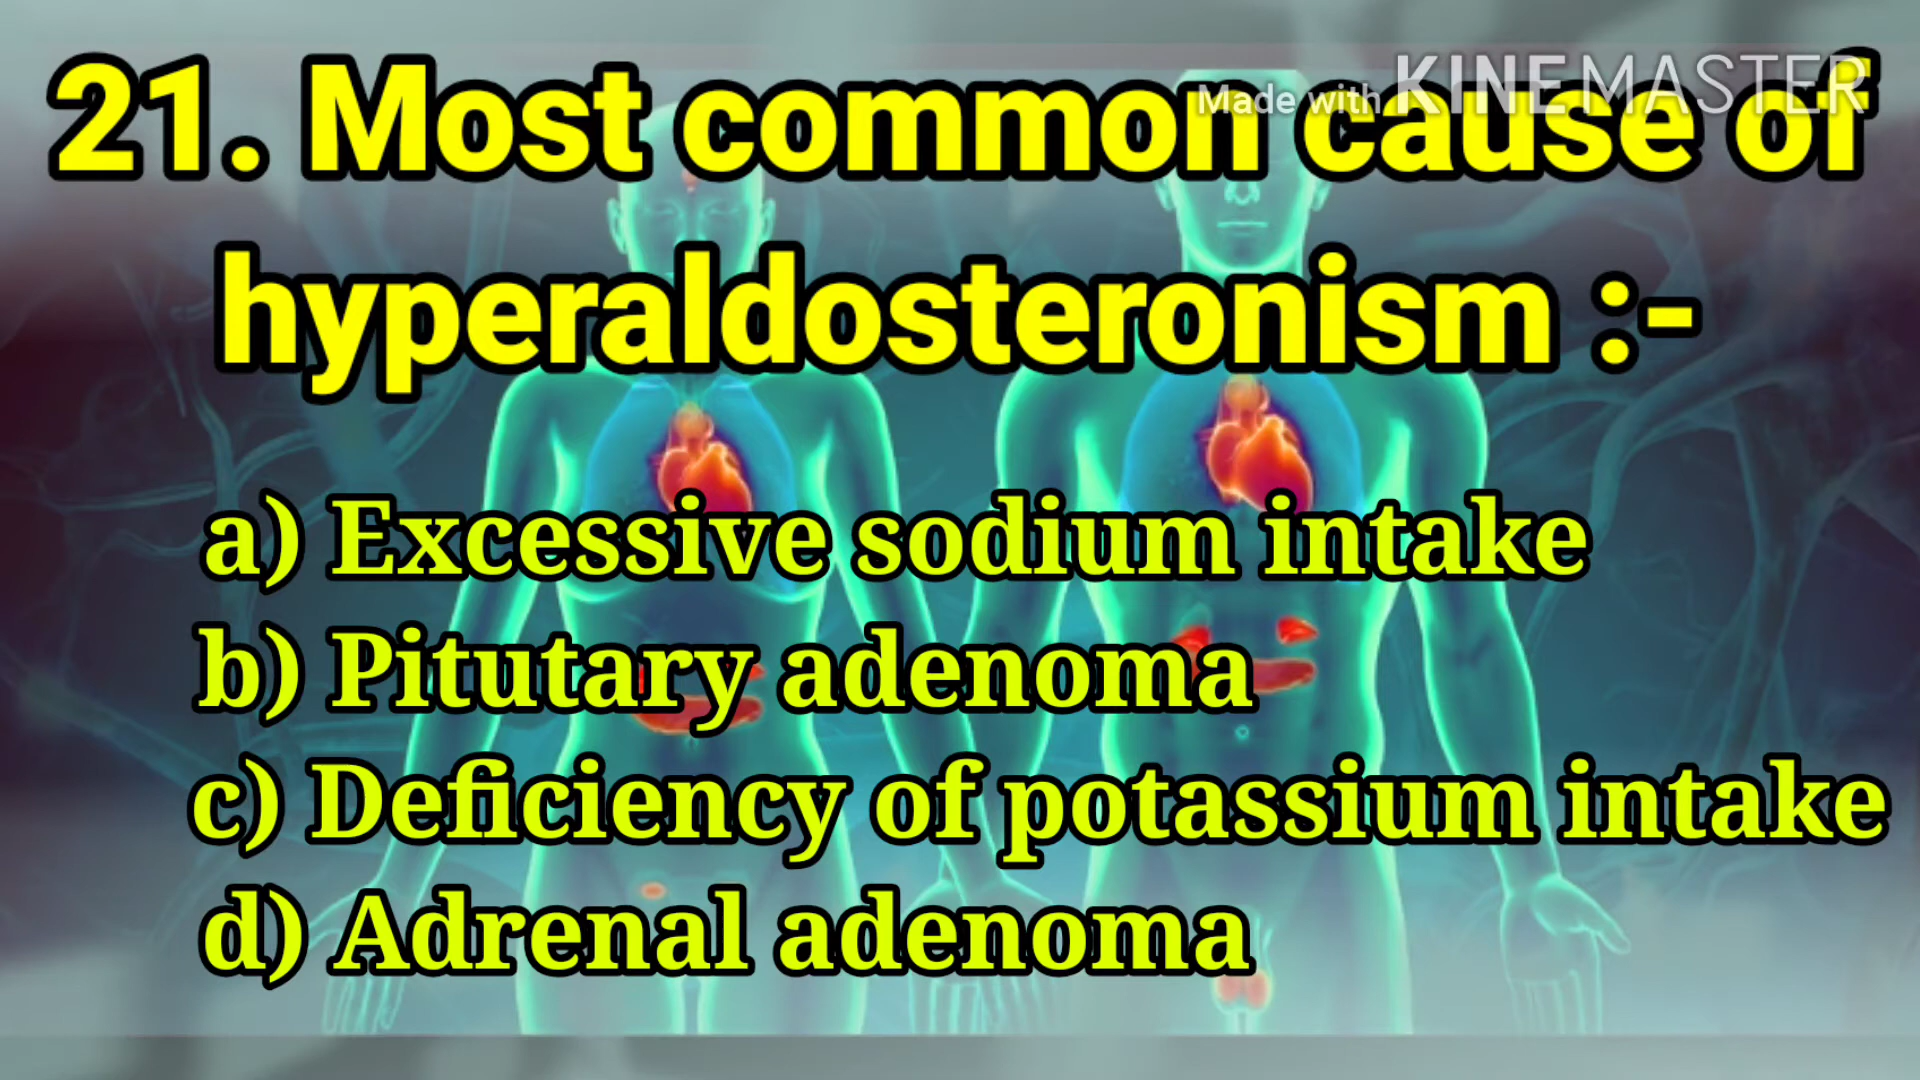 Made with KINEMASTER
21. Most common cause of
hyperaldosteronism :-
a) Excessive sodium intake
b) Pitutary adenoma
c) Deficiency of potassium intake
d) Adrenal adenoma